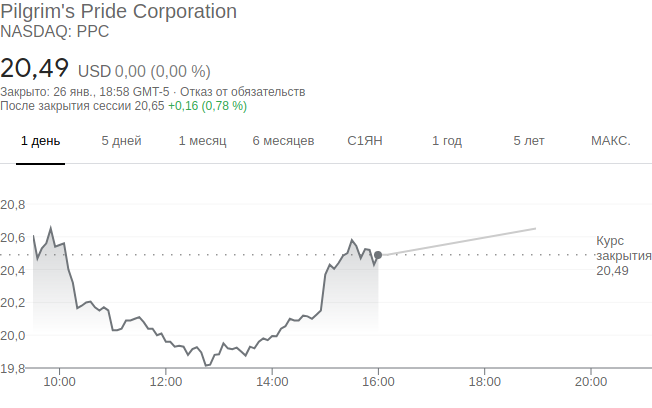 Pilgrim's Pride Corporation
NASDAQ: PPC
20,49 USD 0,00 (0,00 %)
Закрыто: 26 янв., 18:58 GMT-5 · Отказ от обязательств
После закрытия сессии 20,65 +0,16 (0,78 %)
1 день 5 дней 1 месяц 6 месяцев С1ЯН 1 год 5 лет МАКС.
20,8
20,6
Курс
закрытия
20,49
20,4
20,2
20,0
19,8
10:00 12:00 14:00 16:00 18:00 20:00